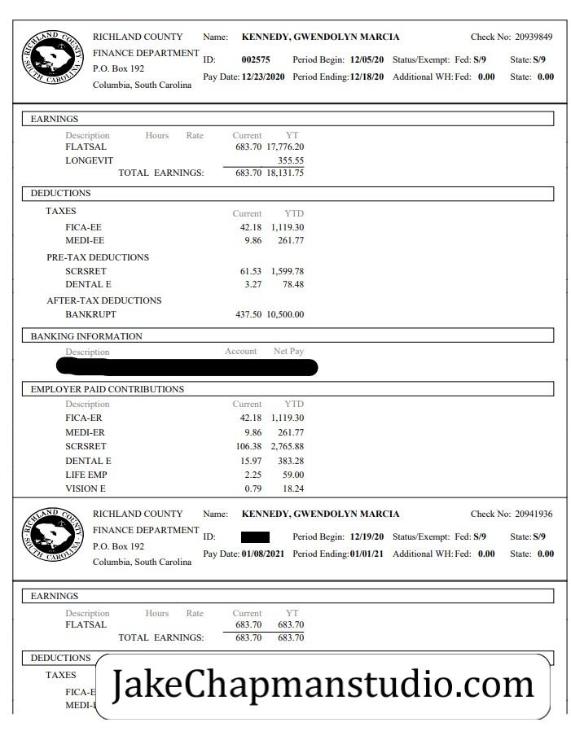 RICHLAND COUNTY Name: KENNEDY, GWENDOLYN MARCIA Check No: 20939849
FINANCE DEPARTMENT ID: 002575 Period Begin: 12/05/20 Status/Exempt: Fed: S/9 State: S/9
P.O. Box 192
Pay Date: 12/23/2020 Period Ending: 12/18/20 Additional WH: Fed: 0.00 State: 0.00
Columbia, South Carolina
RICHLAND COUNTY
SOUTH CAROLINA
EARNINGS
Description Hours Rate Current YT
FLATSAL 683.70 17,776.20
LONGEVIT 355.55
TOTAL EARNINGS: 683.70 18,131.75
DEDUCTIONS
TAXES Current YTD
FICA-EE 42.18 1,119.30
MEDI-EE 9.86 261.77
PRE-TAX DEDUCTIONS
SCRSRET 61.53 1,599.78
DENTAL E 3.27 78.48
AFTER-TAX DEDUCTIONS
BANKRUPT 437.50 10,500.00
BANKING INFORMATION
Description Account Net Pay
EMPLOYER PAID CONTRIBUTIONS
Description Current YTD
FICA-ER 42.18 1,119.30
MEDI-ER 9.86 261.77
SCRSRET 106.38 2,765.88
DENTAL E 15.97 383.28
LIFE EMP 2.25 59.00
VISION E 0.79 18.24
RICHLAND COUNTY Name: KENNEDY, GWENDOLYN MARCIA Check No: 20941936
FINANCE DEPARTMENT ID: Period Begin: 12/19/20 Status/Exempt: Fed: S/9 State: S/9
P.O. Box 192
Pay Date: 01/08/2021 Period Ending: 01/01/21 Additional WH: Fed: 0.00 State: 0.00
Columbia, South Carolina
RICHLAND COUNTY
SOUTH CAROLINA
EARNINGS
Description Hours Rate Current YT
FLATSAL 683.70 683.70
TOTAL EARNINGS: 683.70 683.70
DEDUCTIONS
TAXES
FICA-E
MEDI-
JakeChapmanstudio.com